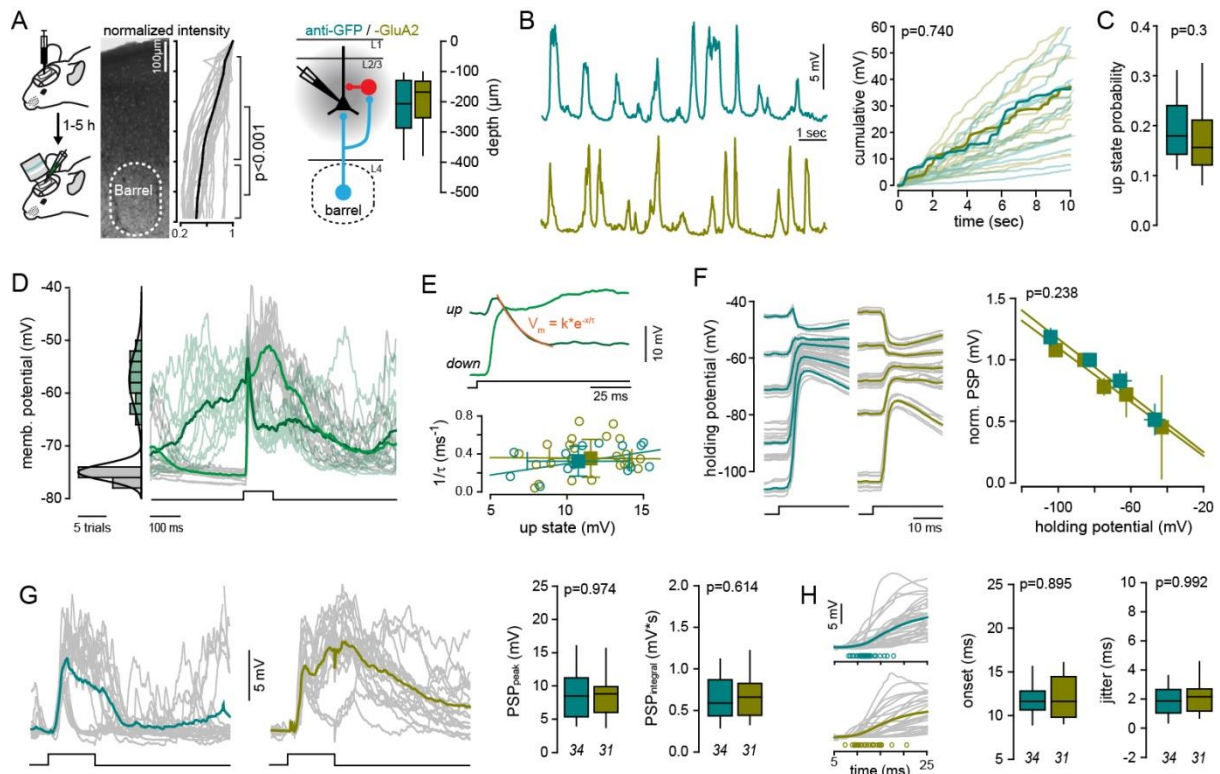 A
normalized intensity
100µm
1-5 h
Barrel
0.2
1
p<0.001
anti-GFP / -GluA2
L1
L2/3
L4
barrel
0
-100
-200
-300
-400
-500
depth (µm)
B
5 mV
1 sec
p=0.740
cumulative (mV)
60
50
40
30
20
10
0
0 2 4 6 8 10
time (sec)
C
p=0.3
up state probability
0.4
0.3
0.2
0.1
0.0
D
memb. potential (mV)
-40
-50
-60
-70
-80
5 trials
100 ms
E
up
Vm = k*e-x/τ
down
10 mV
25 ms
1/τ (ms-1)
1.2
0.8
0.4
0.0
5 10 15
up state (mV)
F
holding potential (mV)
-40
-60
-80
-100
10 ms
p=0.238
norm. PSP (mV)
1.5
1.0
0.5
0.0
-100 -60 -20
holding potential (mV)
G
5 mV
p=0.974
PSPpeak (mV)
25
20
15
10
5
0
34 31
p=0.614
PSPintegral (mV*s)
2.0
1.5
1.0
0.5
0.0
34 31
H
5 mV
5 25
time (ms)
p=0.895
onset (ms)
25
20
15
10
5
34 31
p=0.992
jitter (ms)
10
8
6
4
2
0
-2
34 31